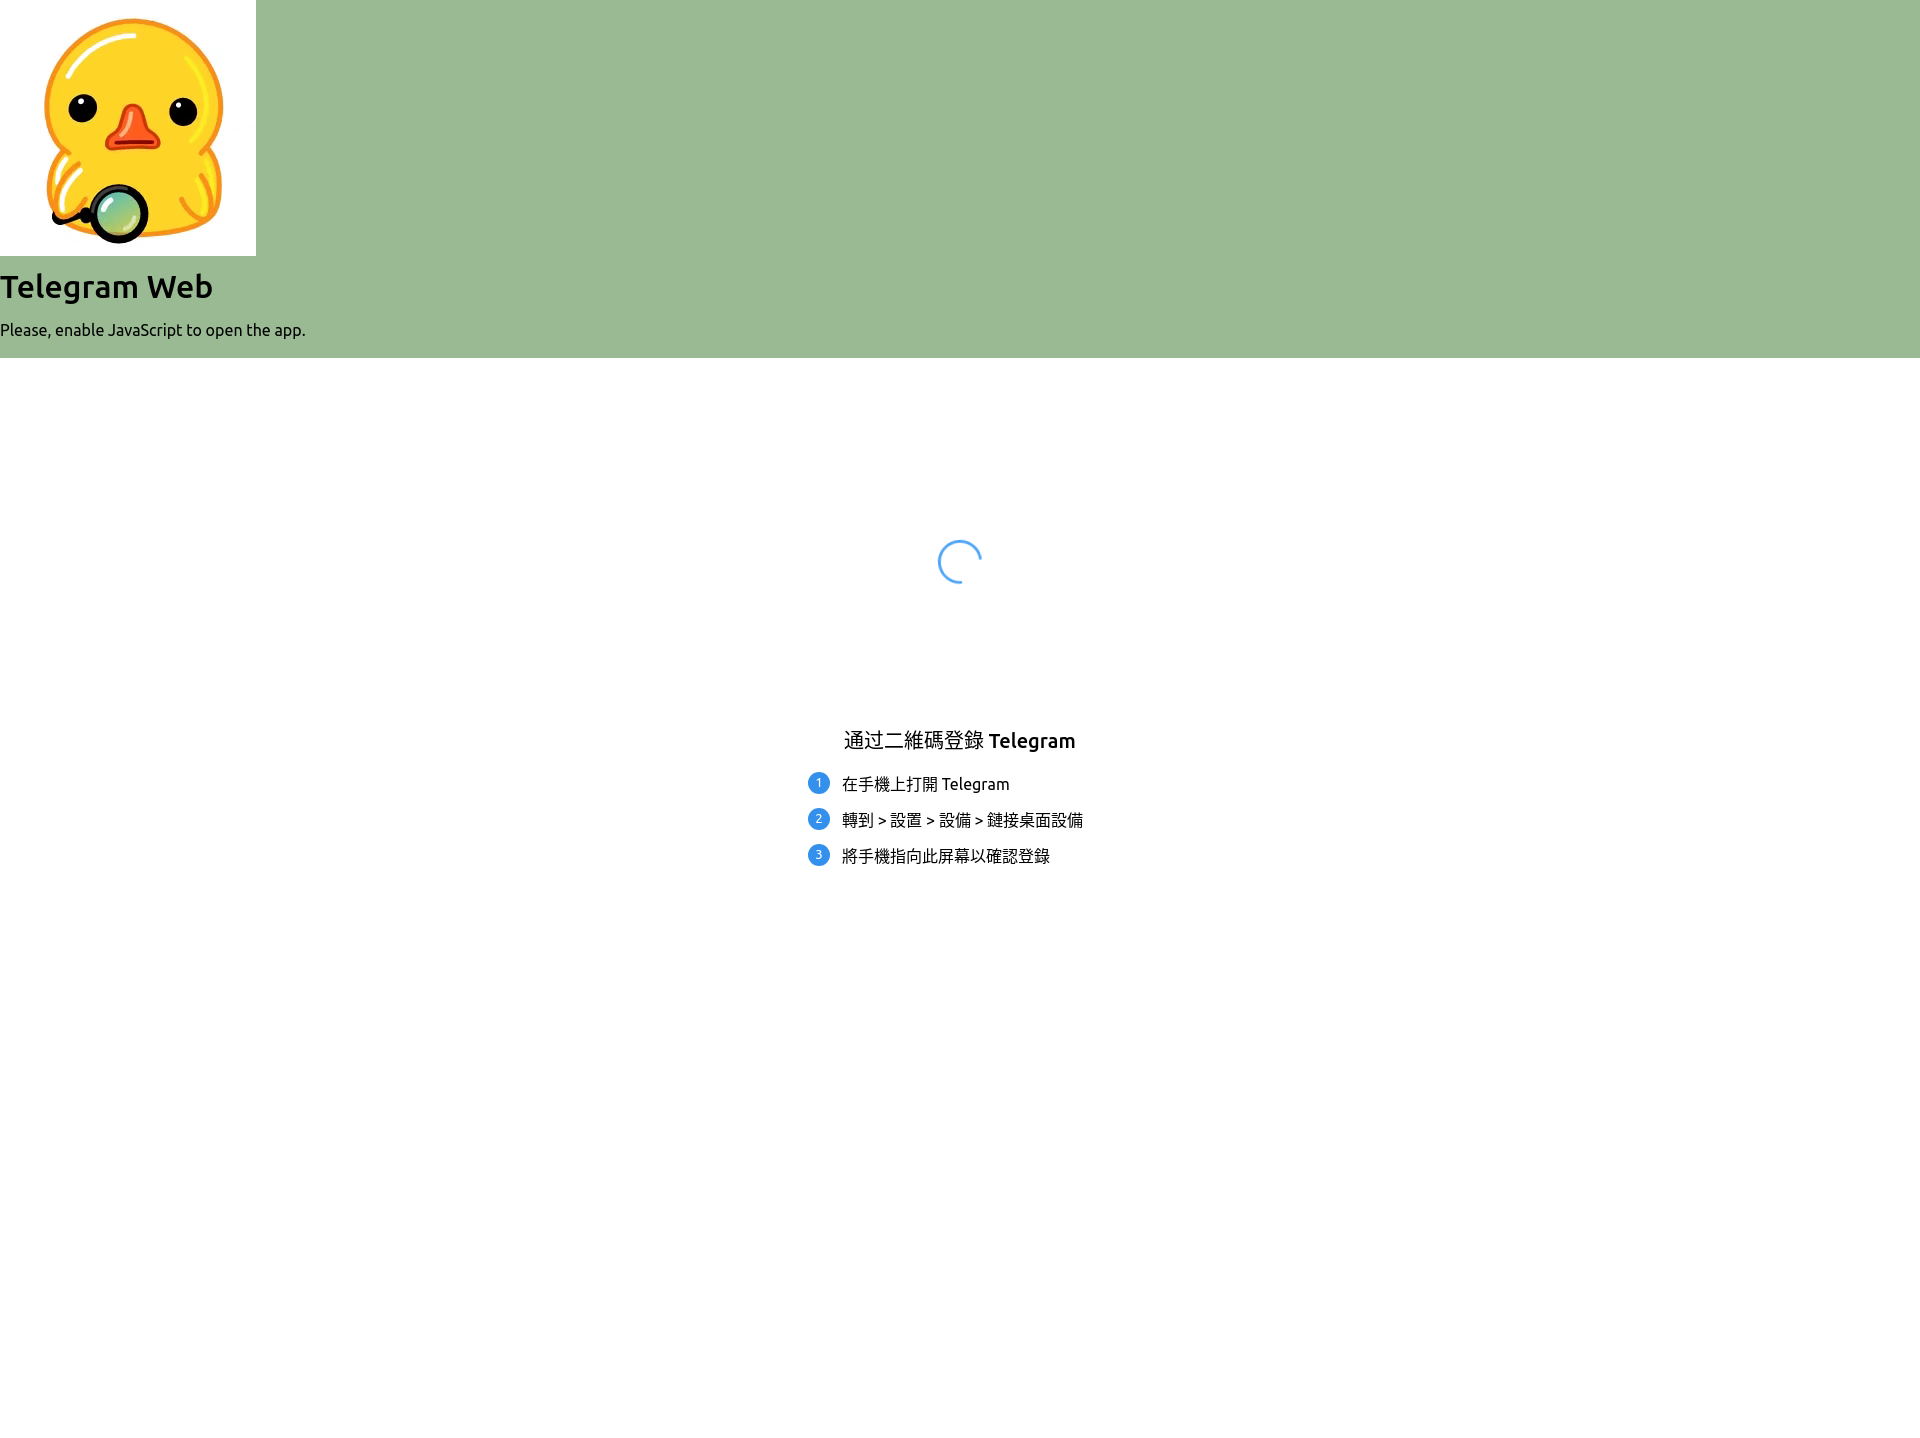 Telegram Web
Please, enable JavaScript to open the app.
通过二維碼登錄 Telegram
1 在手機上打開 Telegram
2 轉到 > 設置 > 設備 > 鏈接桌面設備
3 將手機指向此屏幕以確認登錄